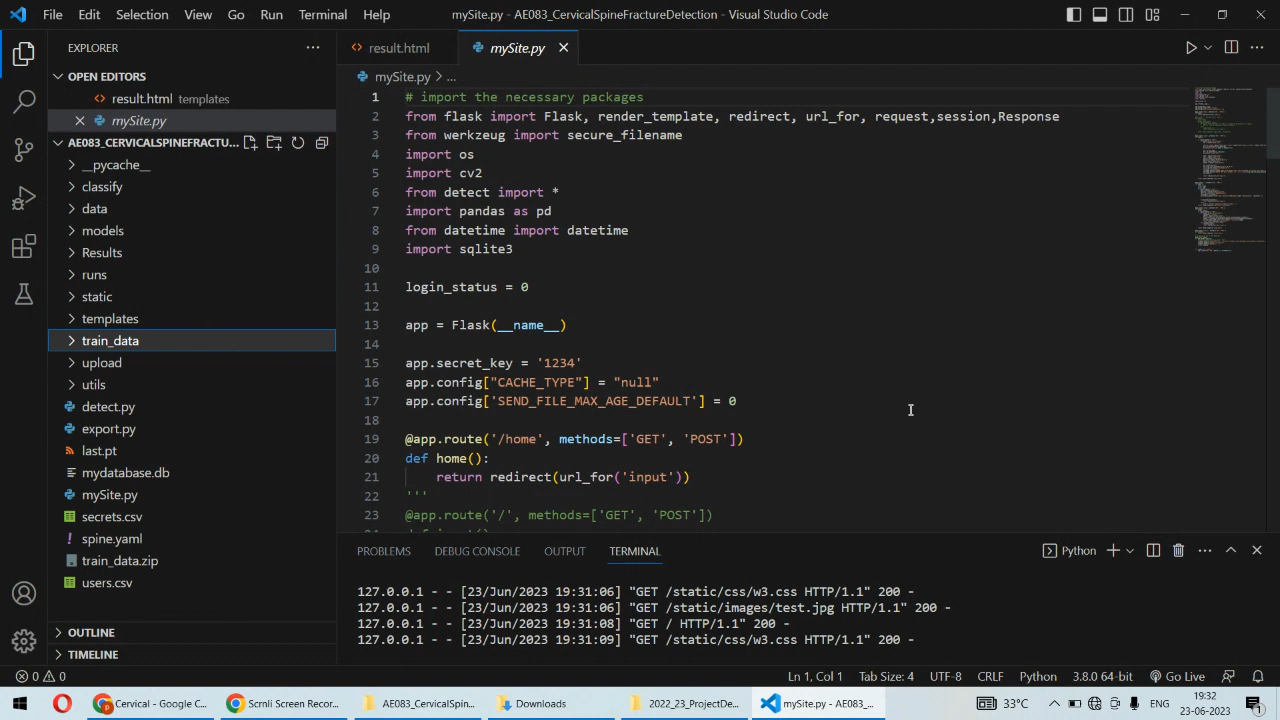 File Edit Selection View Go Run Terminal Help
mySite.py - AE083_CervicalSpineFractureDetection - Visual Studio Code
EXPLORER
OPEN EDITORS
result.html templates
mySite.py
AE083_CERVICALSPINEFRACTU...
__pycache__
classify
data
models
Results
runs
static
templates
train_data
upload
utils
detect.py
export.py
last.pt
mydatabase.db
mySite.py
secrets.csv
spine.yaml
train_data.zip
users.csv
OUTLINE
TIMELINE
result.html
mySite.py
mySite.py > ...
1 # import the necessary packages
2 from flask import Flask, render_template, redirect, url_for, request,session,Response
3 from werkzeug import secure_filename
4 import os
5 import cv2
6 from detect import *
7 import pandas as pd
8 from datetime import datetime
9 import sqlite3
10
11 login_status = 0
12
13 app = Flask(__name__)
14
15 app.secret_key = '1234'
16 app.config["CACHE_TYPE"] = "null"
17 app.config['SEND_FILE_MAX_AGE_DEFAULT'] = 0
18
19 @app.route('/home', methods=['GET', 'POST'])
20 def home():
21 return redirect(url_for('input'))
22 '''
23 @app.route('/', methods=['GET', 'POST'])
PROBLEMS DEBUG CONSOLE OUTPUT TERMINAL
Python
127.0.0.1 - - [23/Jun/2023 19:31:06] "GET /static/css/w3.css HTTP/1.1" 200 -
127.0.0.1 - - [23/Jun/2023 19:31:06] "GET /static/images/test.jpg HTTP/1.1" 200 -
127.0.0.1 - - [23/Jun/2023 19:31:08] "GET / HTTP/1.1" 200 -
127.0.0.1 - - [23/Jun/2023 19:31:09] "GET /static/css/w3.css HTTP/1.1" 200 -
0 0
Ln 1, Col 1 Tab Size: 4 UTF-8 CRLF Python 3.8.0 64-bit Go Live
Cervical - Google C...
Scrnli Screen Recor...
AE083_CervicalSpin...
Downloads
2022_23_ProjectDe...
mySite.py - AE083_...
33°C
ENG
19:32
23-06-2023
1